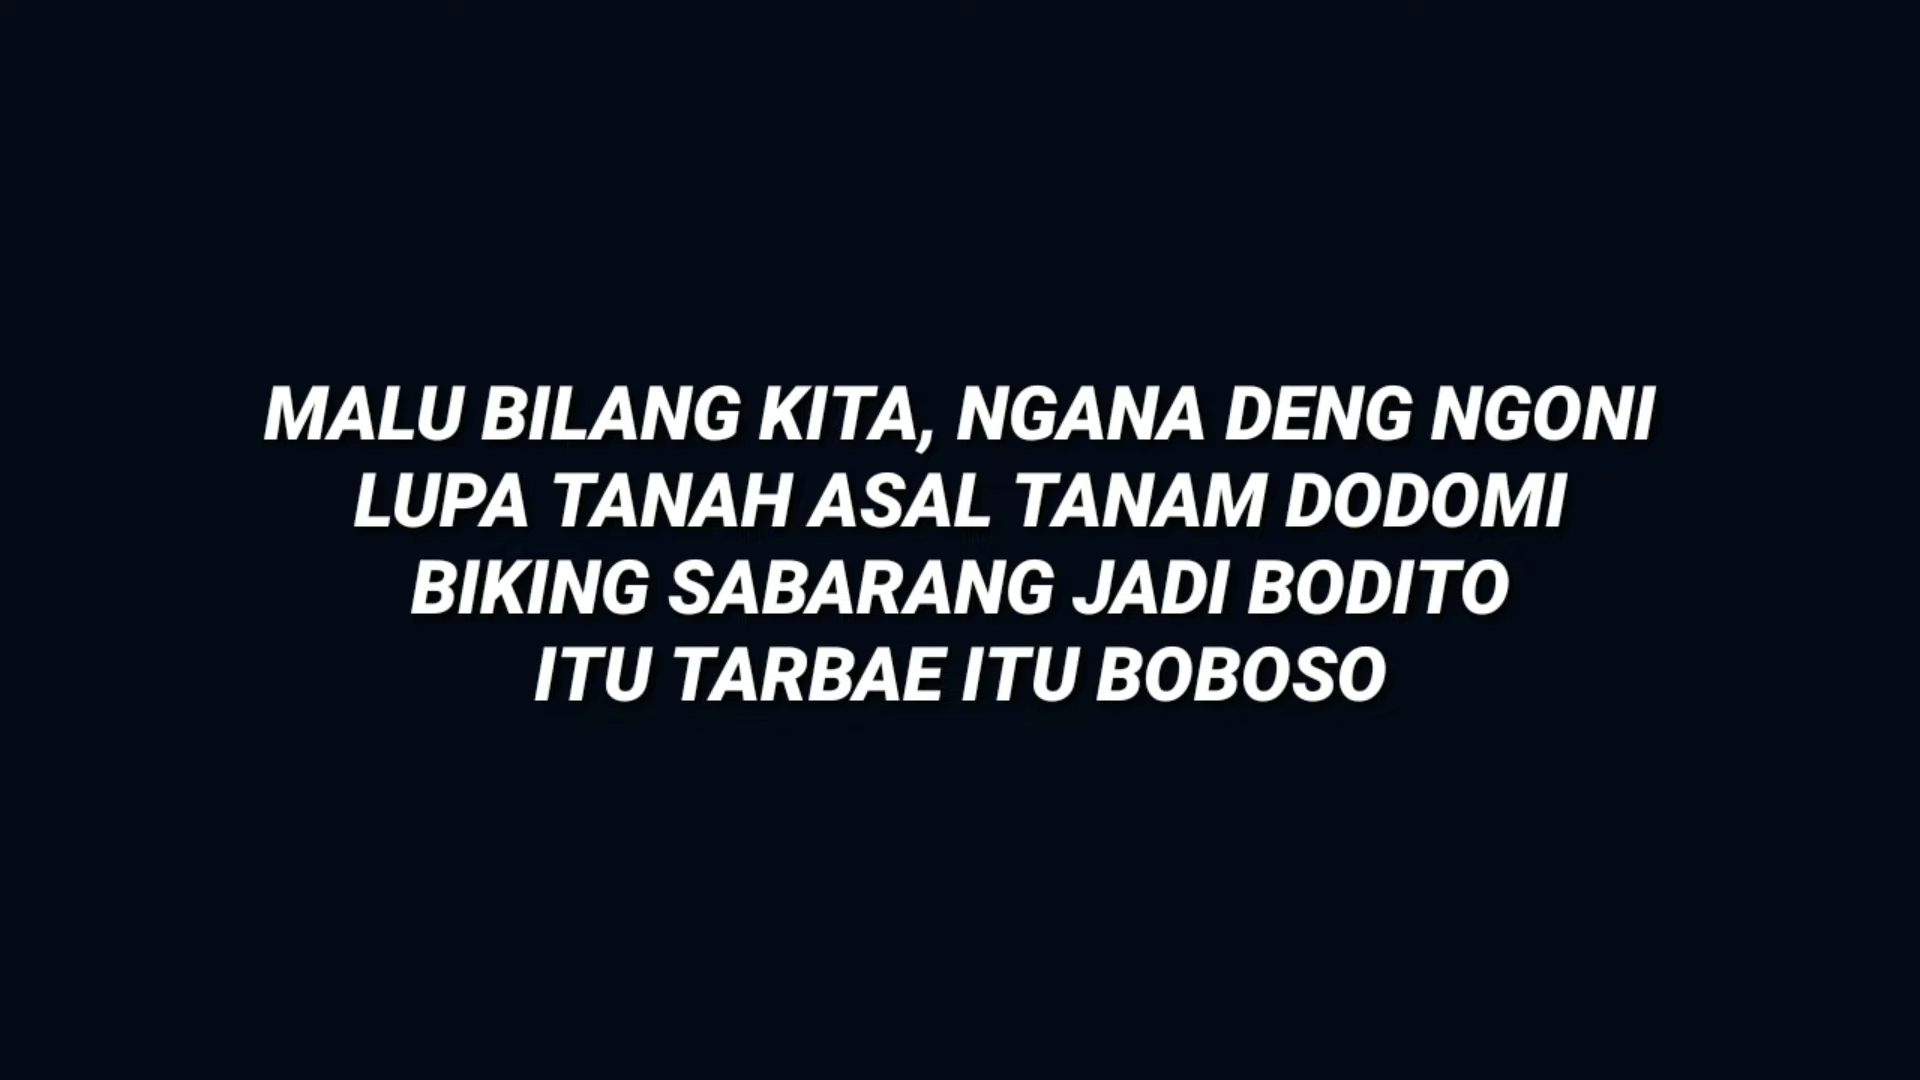 MALU BILANG KITA, NGANA DENG NGONI
LUPA TANAH ASAL TANAM DODOMI
BIKING SABARANG JADI BODITO
ITU TARBAE ITU BOBOSO